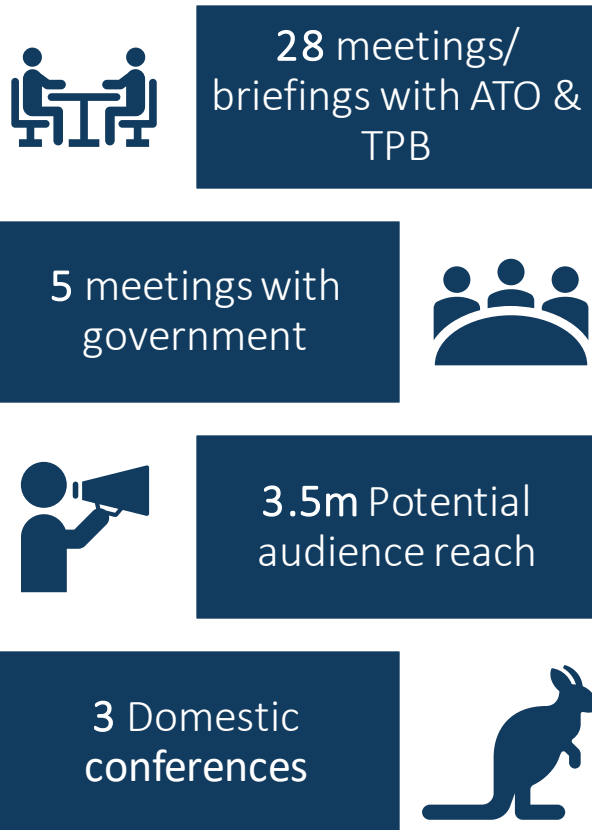 28 meetings/
briefings with ATO &
TPB
5 meetings with
government
3.5m Potential
audience reach
3 Domestic
conferences